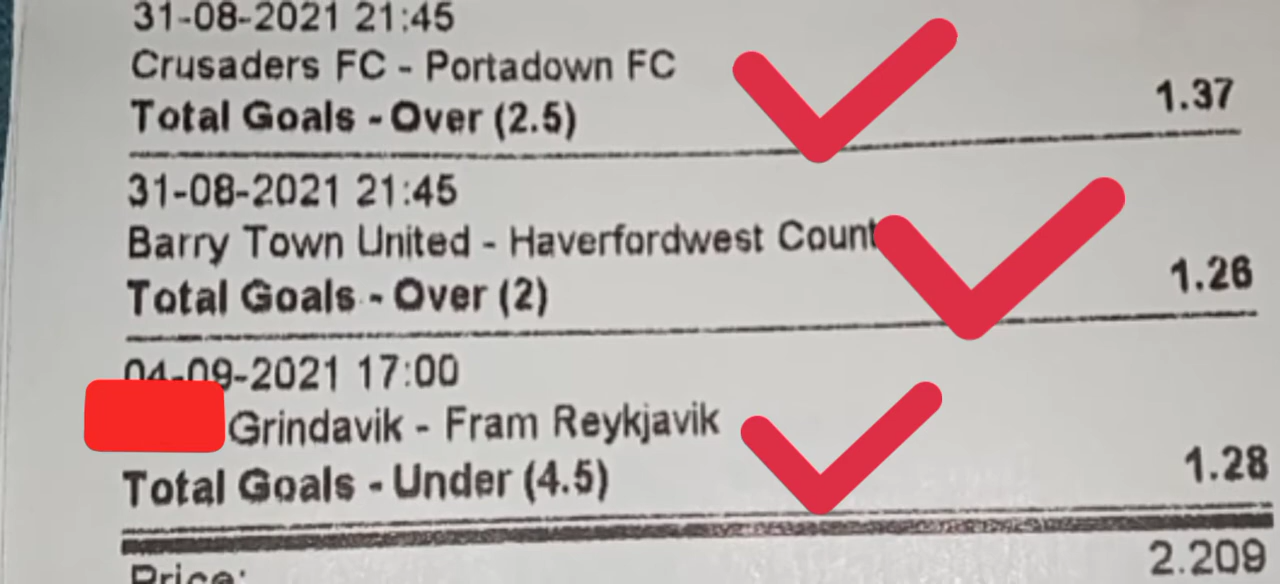 31-08-2021 21:45
Crusaders FC - Portadown FC
Total Goals - Over (2.5) 1.37
31-08-2021 21:45
Barry Town United - Haverfordwest Count
Total Goals - Over (2) 1.26
04-09-2021 17:00
Grindavik - Fram Reykjavik
Total Goals - Under (4.5) 1.28
Price: 2.209